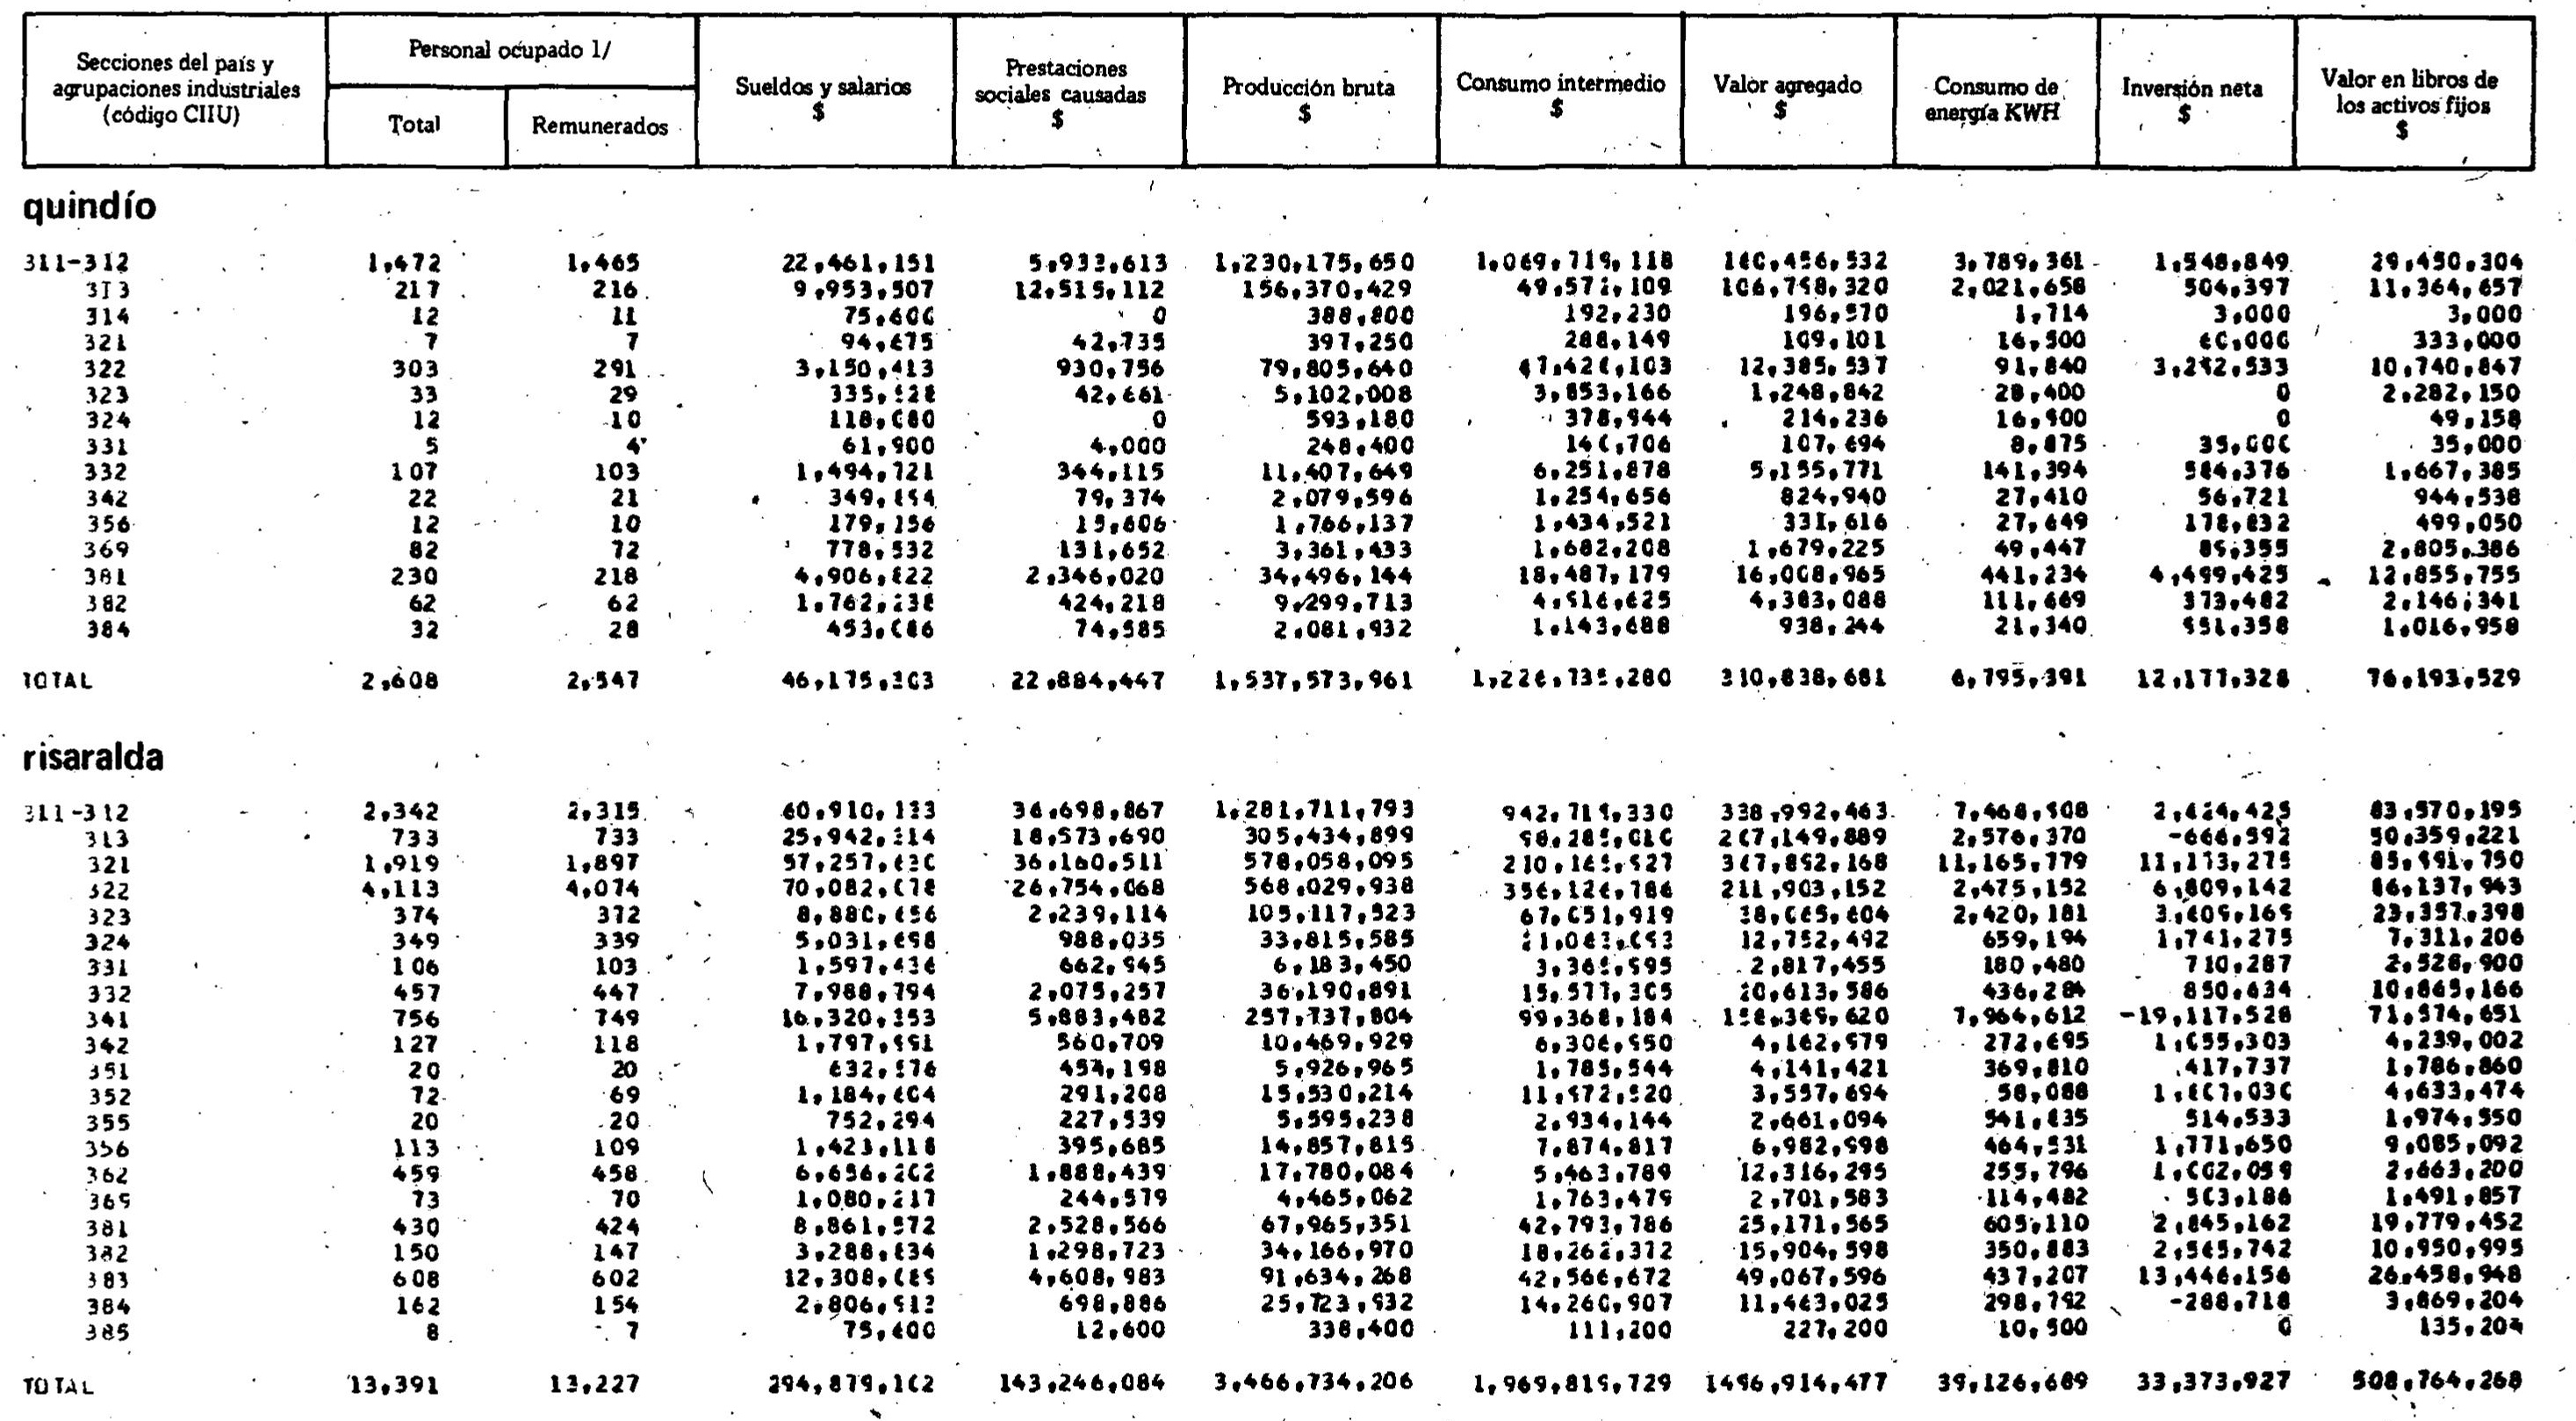 Secciones del país y agrupaciones industriales (código CIIU) Personal ocupado 1/ Total Remunerados Sueldos y salarios $ Prestaciones sociales causadas $ Producción bruta $ Consumo intermedio $ Valor agregado $ Consumo de energía KWH Inversión neta $ Valor en libros de los activos fijos $
quindío
311-312 1,472 1,465 22,461,151 5,933,613 1,230,175,650 1,069,719,118 160,456,532 3,789,361 1,548,849 29,450,304
313 217 216 9,953,507 12,515,112 156,370,429 49,572,109 106,798,320 2,021,658 504,397 11,364,657
314 12 11 75,600 0 388,800 192,230 196,570 1,714 3,000 3,000
321 7 7 94,675 42,735 397,250 288,149 109,101 16,500 60,000 333,000
322 303 291 3,150,413 930,756 79,805,640 47,420,103 12,385,537 91,840 3,292,533 10,740,847
323 33 29 335,528 42,661 5,102,008 3,853,166 1,248,842 28,400 0 2,282,150
324 12 10 118,080 0 593,180 378,944 214,236 16,900 0 49,158
331 5 4 61,900 4,000 248,400 140,706 107,694 8,875 35,000 35,000
332 107 103 1,494,721 344,115 11,407,649 6,251,878 5,155,771 141,394 584,376 1,667,385
342 22 21 349,854 79,374 2,079,596 1,254,656 824,940 27,410 56,721 944,538
356 12 10 179,156 15,606 1,766,137 1,434,521 331,616 27,649 178,832 499,050
369 82 72 778,532 131,652 3,361,433 1,682,208 1,679,225 49,447 85,355 2,805,386
381 230 218 4,906,822 2,346,020 34,496,144 18,487,179 16,008,965 441,234 4,499,425 12,855,755
382 62 62 1,762,238 424,218 9,299,713 4,916,625 4,383,088 111,669 373,482 2,146,341
384 32 28 453,686 74,585 2,081,932 1,143,688 938,244 21,340 951,358 1,016,958
TOTAL 2,608 2,547 46,175,303 22,884,447 1,537,573,961 1,226,735,280 310,838,681 6,795,391 12,177,328 76,193,529
risaralda
311-312 2,342 2,315 60,910,133 36,698,867 1,281,711,793 942,719,330 338,992,463 7,468,508 2,624,425 83,570,195
313 733 733 25,942,314 18,573,690 305,434,899 98,285,010 207,149,889 2,576,370 -666,592 50,359,221
321 1,919 1,897 57,257,630 36,160,511 578,058,095 210,165,927 367,892,168 11,165,779 11,173,275 85,991,750
322 4,113 4,074 70,082,078 26,754,068 568,029,938 356,126,786 211,903,152 2,475,152 6,809,142 86,137,943
323 374 372 8,880,656 2,239,114 105,117,523 67,051,919 38,065,604 2,420,181 3,609,169 23,357,398
324 349 339 5,031,698 988,035 33,815,585 21,063,093 12,752,492 659,194 1,741,275 7,311,206
331 106 103 1,597,436 662,945 6,183,450 3,365,995 2,817,455 180,480 710,287 2,528,900
332 457 447 7,988,794 2,075,257 36,190,891 15,577,305 20,613,586 436,284 850,634 10,865,166
341 756 749 16,320,353 5,883,482 257,737,804 99,368,184 158,369,620 7,964,612 -19,117,528 71,574,651
342 127 118 1,797,991 560,709 10,469,929 6,306,950 4,162,979 272,695 1,055,303 4,239,002
351 20 20 632,576 454,198 5,926,965 1,785,544 4,141,421 369,810 417,737 1,786,860
352 72 69 1,184,604 291,208 15,530,214 11,972,520 3,557,694 58,088 1,607,030 4,633,474
355 20 20 752,294 227,539 5,595,238 2,934,144 2,661,094 541,835 514,533 1,974,550
356 113 109 1,423,118 395,685 14,857,815 7,874,817 6,982,998 464,531 1,771,650 9,085,092
362 459 458 6,656,202 1,888,439 17,780,084 5,463,789 12,316,295 255,796 1,002,059 2,663,200
369 73 70 1,080,217 244,579 4,465,062 1,763,479 2,701,583 114,482 503,186 1,491,857
381 430 424 8,861,572 2,528,566 67,965,351 42,793,786 25,171,565 605,110 2,845,162 19,779,452
382 150 147 3,288,834 1,298,723 34,166,970 18,262,372 15,904,598 350,883 2,565,742 10,950,995
383 608 602 12,308,089 4,608,983 91,634,268 42,566,672 49,067,596 437,207 13,446,156 26,458,948
384 162 154 2,806,912 698,886 25,723,932 14,260,907 11,463,025 298,792 -288,718 3,869,204
385 8 7 75,600 12,600 338,400 111,200 227,200 10,500 0 135,204
TOTAL 13,391 13,227 294,879,102 143,246,084 3,466,734,206 1,969,819,729 1496,914,477 39,126,689 33,373,927 508,764,268